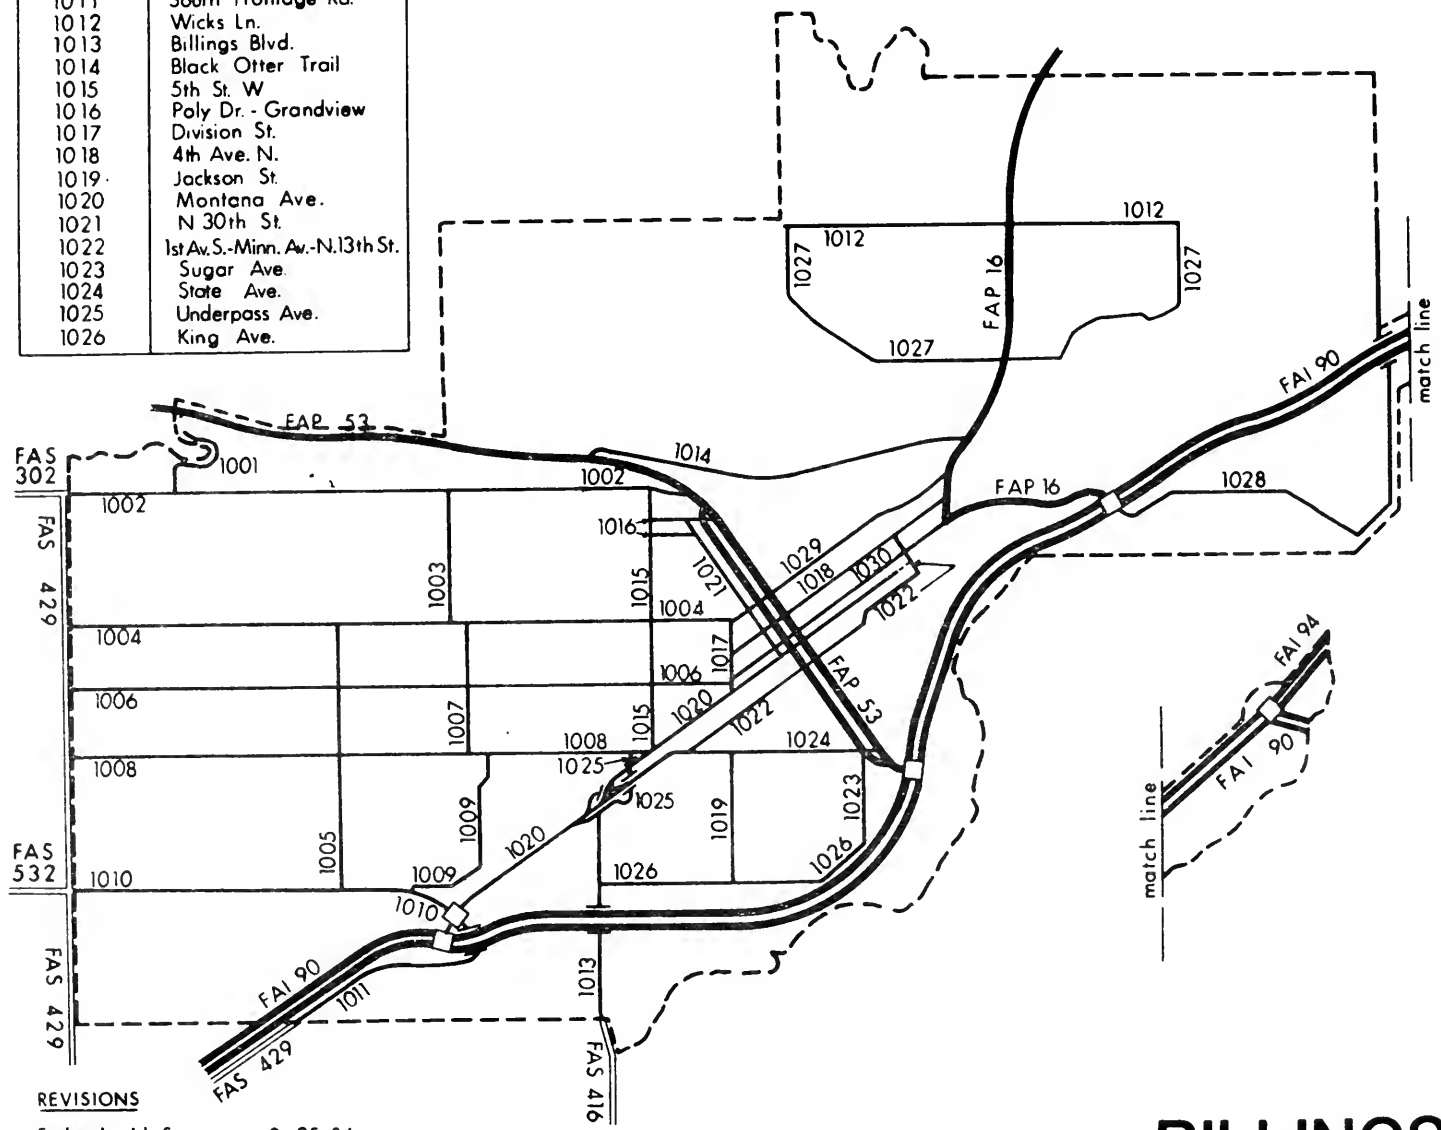 1011 South Frontage Rd.
1012 Wicks Ln.
1013 Billings Blvd.
1014 Black Otter Trail
1015 5th St. W
1016 Poly Dr. - Grandview
1017 Division St.
1018 4th Ave. N.
1019 Jackson St.
1020 Montana Ave.
1021 N 30th St.
1022 1st Av. S.-Minn. Av.-N.13th St.
1023 Sugar Ave.
1024 State Ave.
1025 Underpass Ave.
1026 King Ave.
1012
1012
1027
1027
FAP 16
1027
FAI 90
match line
FAP 53
FAS
302
1001
1014
1002
1002
FAP 16
1028
FAS 429
1016
1003
1015
1021
1029
1018
1030
1022
1004
1004
1017
1006
1006
FAP 53
1020
1022
1007
1015
1008
1008
1024
1025
1025
1009
1005
1019
1023
1020
1026
1026
FAS
532
1010
1009
1010
FAI 94
FAI 90
match line
FAS 429
FAI 90
1011
1013
FAS 429
FAS 416
REVISIONS
BILLINGS